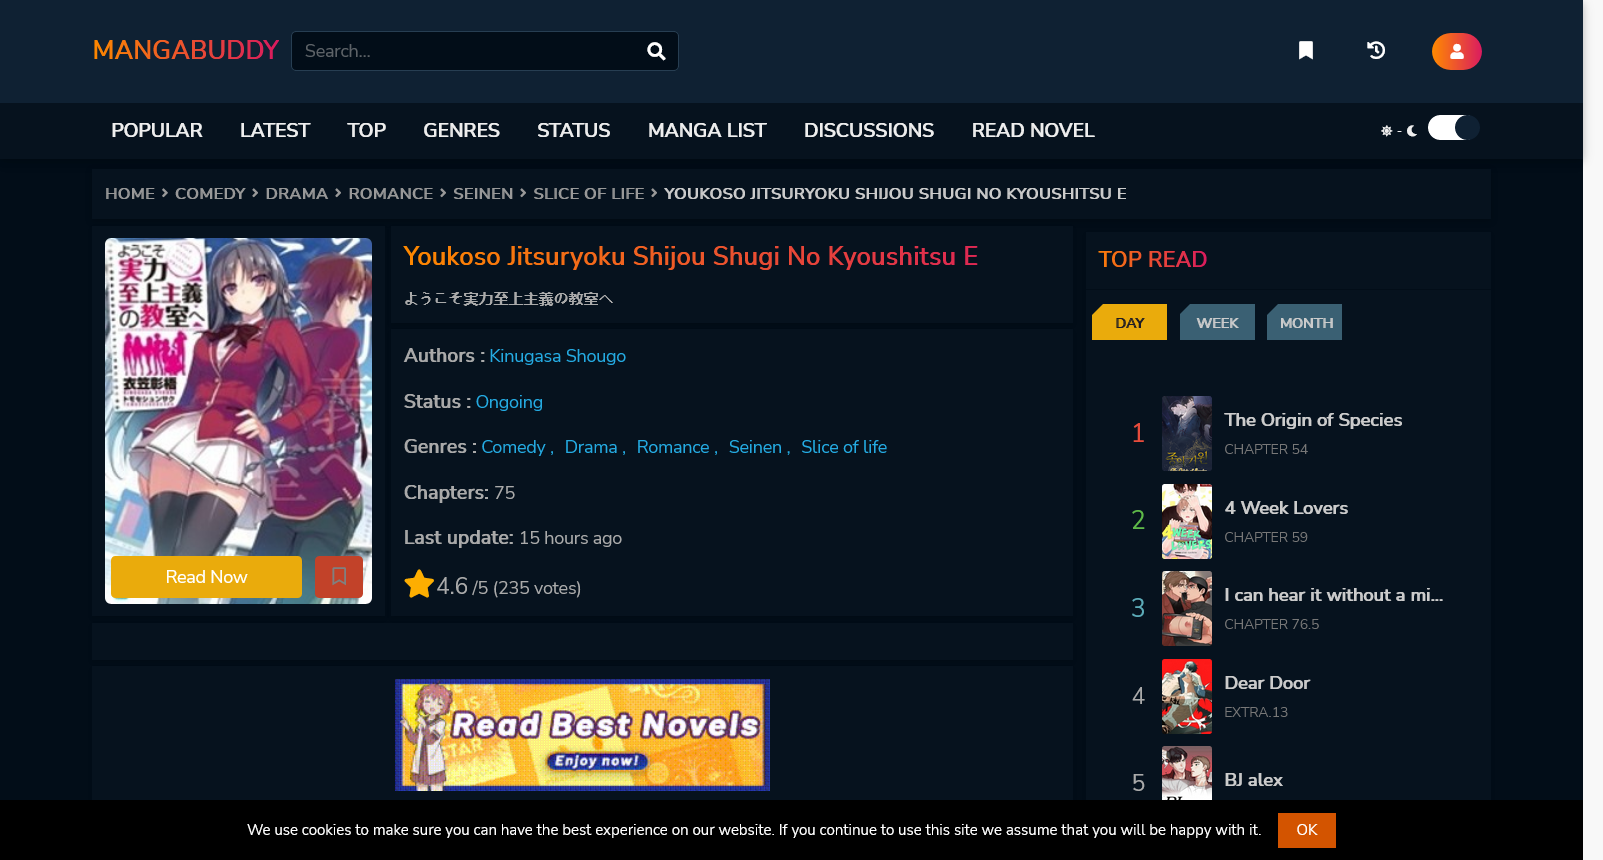 MANGABUDDY
Search...
POPULAR LATEST TOP GENRES STATUS MANGA LIST DISCUSSIONS READ NOVEL
HOME > COMEDY > DRAMA > ROMANCE > SEINEN > SLICE OF LIFE > YOUKOSO JITSURYOKU SHIJOU SHUGI NO KYOUSHITSU E
ようこそ
実力
至上主義
の教室へ
衣笠彰梧
トモセシュンサク
Read Now
Youkoso Jitsuryoku Shijou Shugi No Kyoushitsu E
ようこそ実力至上主義の教室へ
Authors : Kinugasa Shougo
Status : Ongoing
Genres : Comedy , Drama , Romance , Seinen , Slice of life
Chapters: 75
Last update: 15 hours ago
4.6 /5 (235 votes)
Read Best Novels
Enjoy now!
TOP READ
DAY WEEK MONTH
1
The Origin of Species
CHAPTER 54
2
4 Week Lovers
CHAPTER 59
3
I can hear it without a mi...
CHAPTER 76.5
4
Dear Door
EXTRA.13
5
BJ alex
We use cookies to make sure you can have the best experience on our website. If you continue to use this site we assume that you will be happy with it. OK